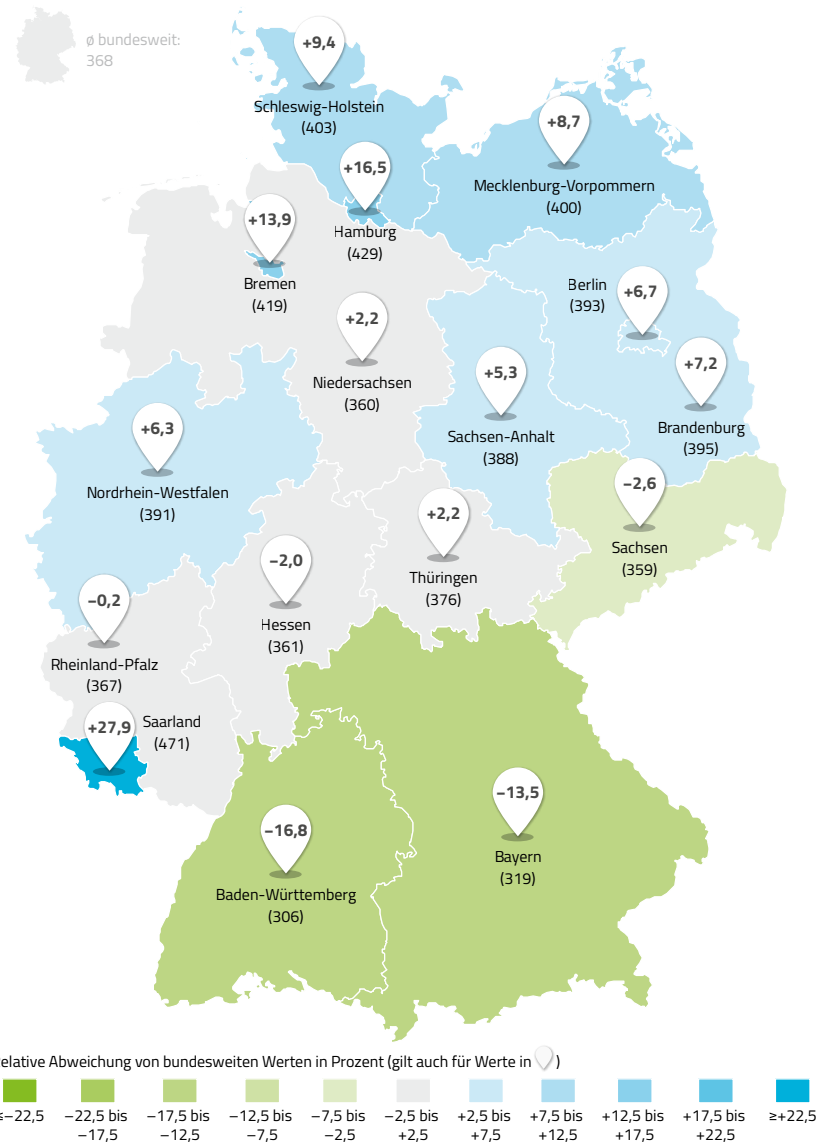 ø bundesweit:
368
+9,4
Schleswig-Holstein
(403)
+8,7
Mecklenburg-Vorpommern
(400)
+16,5
Hamburg
(429)
+13,9
Bremen
(419)
Berlin
(393)
+6,7
+2,2
Niedersachsen
(360)
+5,3
Sachsen-Anhalt
(388)
+7,2
Brandenburg
(395)
+6,3
Nordrhein-Westfalen
(391)
−2,6
Sachsen
(359)
+2,2
Thüringen
(376)
−2,0
Hessen
(361)
−0,2
Rheinland-Pfalz
(367)
+27,9
Saarland
(471)
−13,5
Bayern
(319)
−16,8
Baden-Württemberg
(306)
elative Abweichung von bundesweiten Werten in Prozent (gilt auch für Werte in )
≤−22,5
−22,5 bis
−17,5
−17,5 bis
−12,5
−12,5 bis
−7,5
−7,5 bis
−2,5
−2,5 bis
+2,5
+2,5 bis
+7,5
+7,5 bis
+12,5
+12,5 bis
+17,5
+17,5 bis
+22,5
≥+22,5